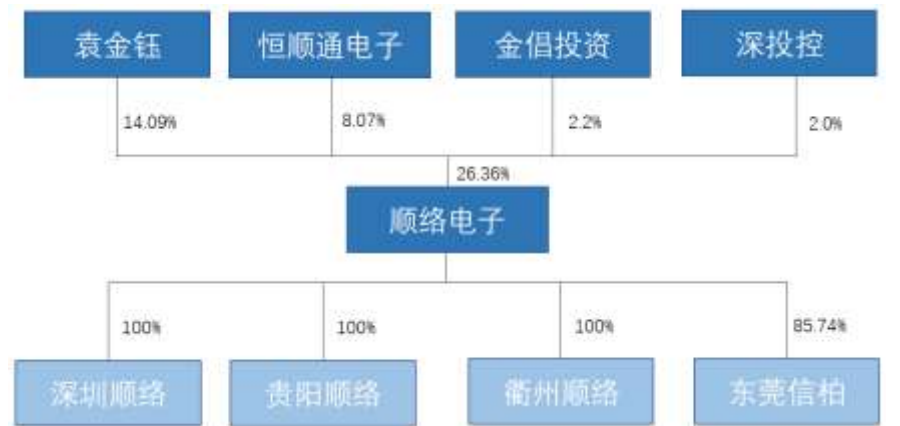 袁金钰
恒顺通电子
金倡投资
深投控
14.09%
8.07%
2.2%
2.0%
26.36%
顺络电子
100%
100%
100%
85.74%
深圳顺络
贵阳顺络
衢州顺络
东莞信柏